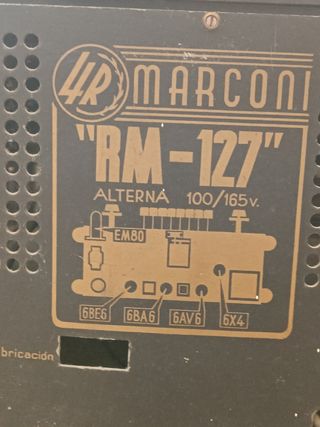 4R MARCONI
"RM-127"
ALTERNA 100/165 v.
EM80
6BE6 6BA6 6AV6 6X4
bricación